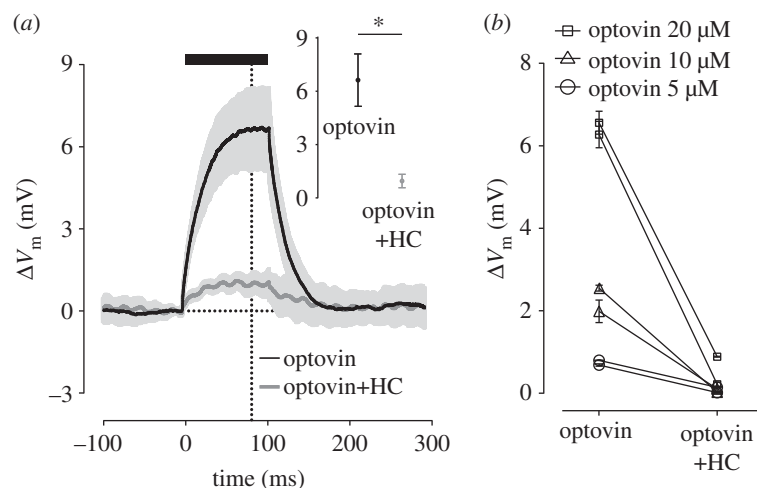 (a)
9
6
3
0
−3
ΔVm (mV)
−100
0
100
200
300
time (ms)
optovin
optovin+HC
*
9
6
3
0
optovin
optovin
+HC
(b)
optovin 20 µM
optovin 10 µM
optovin 5 µM
8
6
4
2
0
ΔVm (mV)
optovin
optovin
+HC